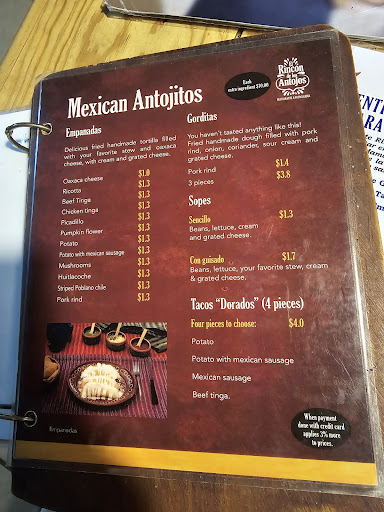 Mexican Antojitos
Each
extra ingredient $10.00
El
Rincón
de los
Antojos
Empanadas
Delicious fried handmade tortilla filled
with your favorite stew and oaxaca
cheese, with cream and grated cheese.
Oaxaca cheese $1.0
Ricotta $1.3
Beef Tinga $1.3
Chicken tinga $1.3
Picadillo $1.3
Pumpkin flower $1.3
Potato $1.3
Potato with mexican sausage $1.3
Mushrooms $1.3
Huitlacoche $1.3
Striped Poblano chile $1.3
Pork rind $1.3
Empanadas
Gorditas
You haven't tasted anything like this!
Fried handmade dough filled with pork
rind, onion, coriander, sour cream and
grated cheese.
Pork rind $1.4
3 pieces $3.8
Sopes
Sencillo $1.3
Beans, lettuce, cream
and grated cheese.
Con guisado $1.7
Beans, lettuce, your favorite stew, cream
& grated cheese.
Tacos "Dorados" (4 pieces)
Four pieces to choose: $4.0
Potato
Potato with mexican sausage
Mexican sausage
Beef tinga.
When payment
done with credit card
applies 3% more
to prices.